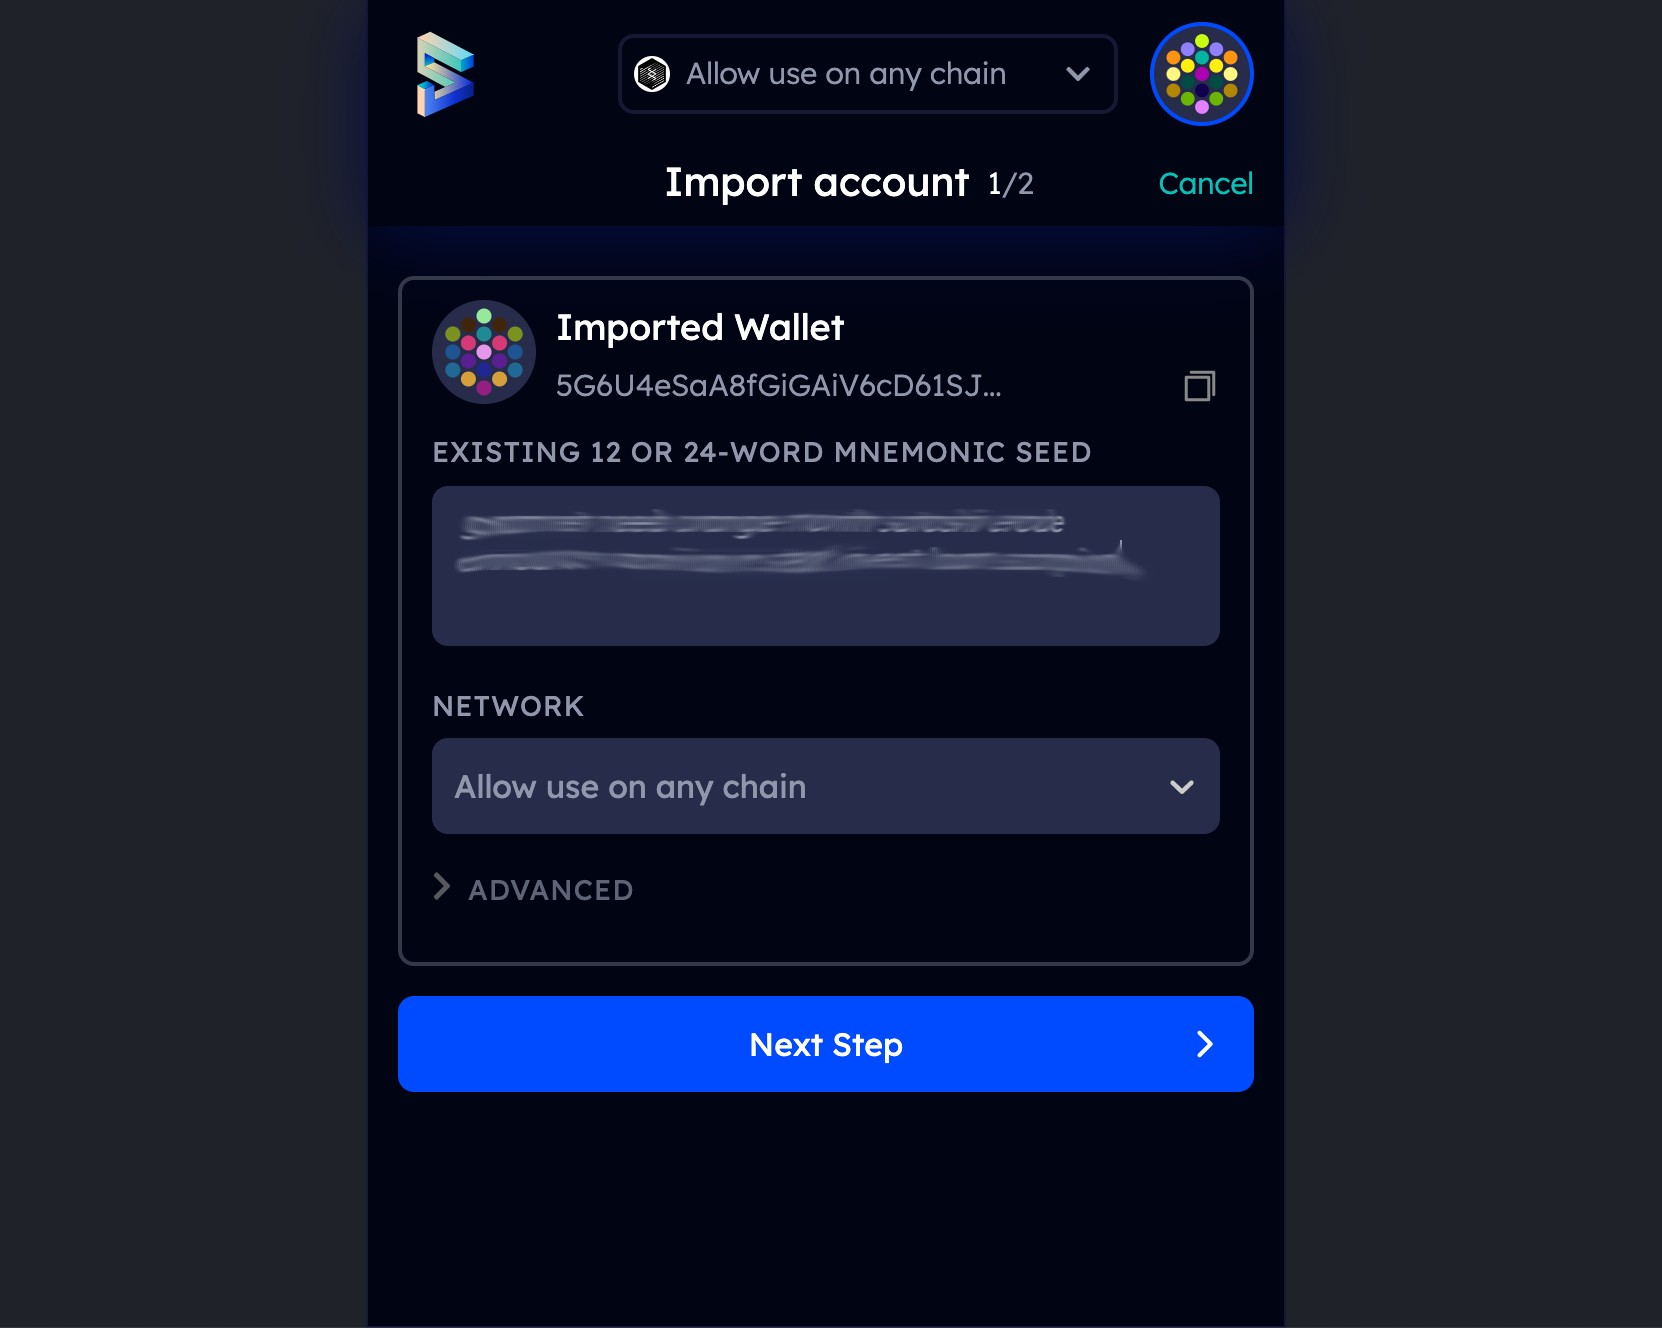 Allow use on any chain
Import account 1/2
Cancel
Imported Wallet
5G6U4eSaA8fGiGAiV6cD61SJ...
EXISTING 12 OR 24-WORD MNEMONIC SEED
NETWORK
Allow use on any chain
ADVANCED
Next Step